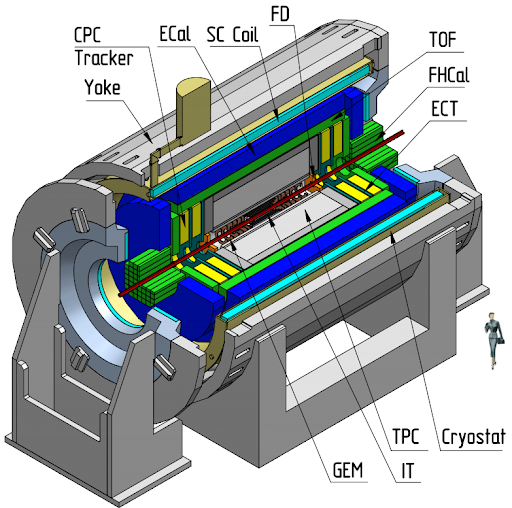 FD
CPC
Tracker
ECal
SC Coil
TOF
Yoke
FHCal
ECT
TPC
Cryostat
GEM
IT